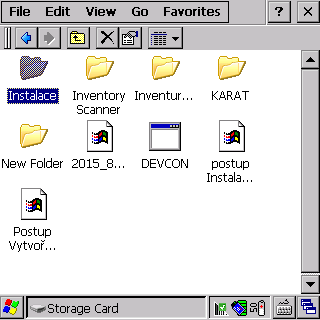 File Edit View Go Favorites ? ×
Instalace
Inventory
Scanner
Inventur...
KARAT
New Folder
2015_8...
DEVCON
postup
Instala...
Postup
Vytvoř...
Storage Card